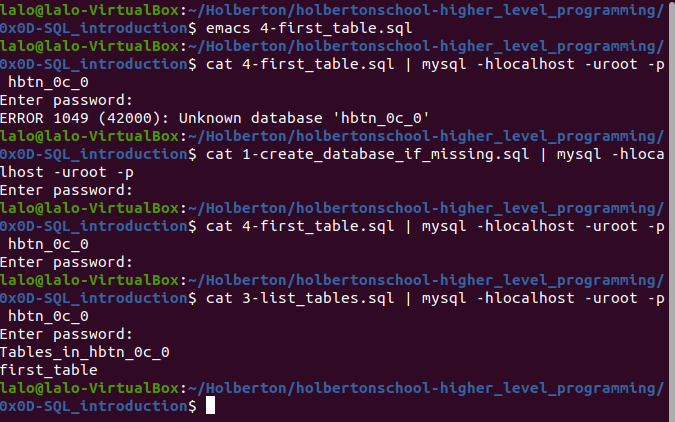 lalo@lalo-VirtualBox:~/Holberton/holbertonschool-higher_level_programming/
0x0D-SQL_introduction$ emacs 4-first_table.sql
lalo@lalo-VirtualBox:~/Holberton/holbertonschool-higher_level_programming/
0x0D-SQL_introduction$ cat 4-first_table.sql | mysql -hlocalhost -uroot -p
 hbtn_0c_0
Enter password:
ERROR 1049 (42000): Unknown database 'hbtn_0c_0'
lalo@lalo-VirtualBox:~/Holberton/holbertonschool-higher_level_programming/
0x0D-SQL_introduction$ cat 1-create_database_if_missing.sql | mysql -hloca
lhost -uroot -p
Enter password:
lalo@lalo-VirtualBox:~/Holberton/holbertonschool-higher_level_programming/
0x0D-SQL_introduction$ cat 4-first_table.sql | mysql -hlocalhost -uroot -p
 hbtn_0c_0
Enter password:
lalo@lalo-VirtualBox:~/Holberton/holbertonschool-higher_level_programming/
0x0D-SQL_introduction$ cat 3-list_tables.sql | mysql -hlocalhost -uroot -p
 hbtn_0c_0
Enter password:
Tables_in_hbtn_0c_0
first_table
lalo@lalo-VirtualBox:~/Holberton/holbertonschool-higher_level_programming/
0x0D-SQL_introduction$